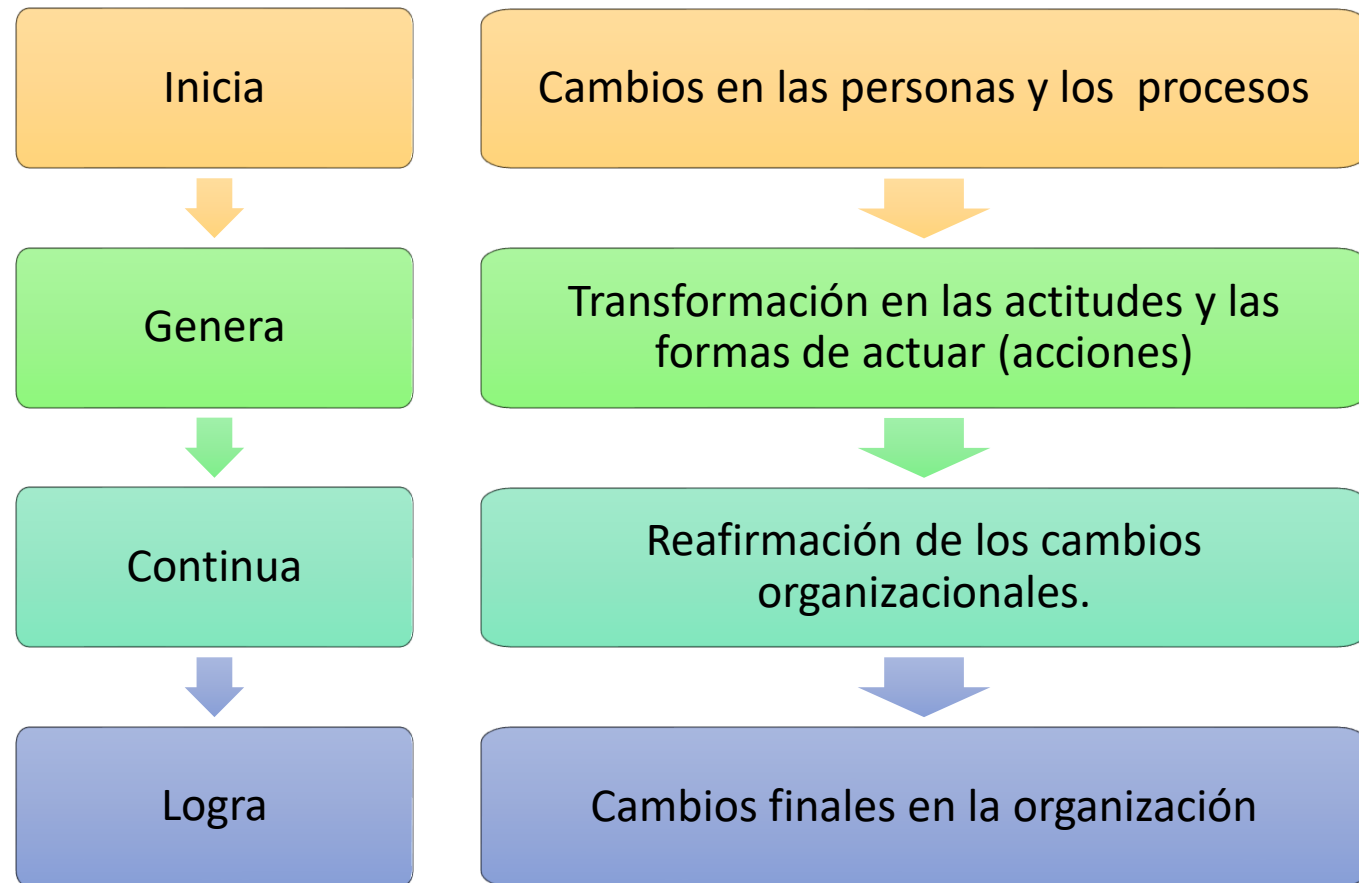 Inicia
Cambios en las personas y los procesos
Genera
Transformación en las actitudes y las
formas de actuar (acciones)
Continua
Reafirmación de los cambios
organizacionales.
Logra
Cambios finales en la organización